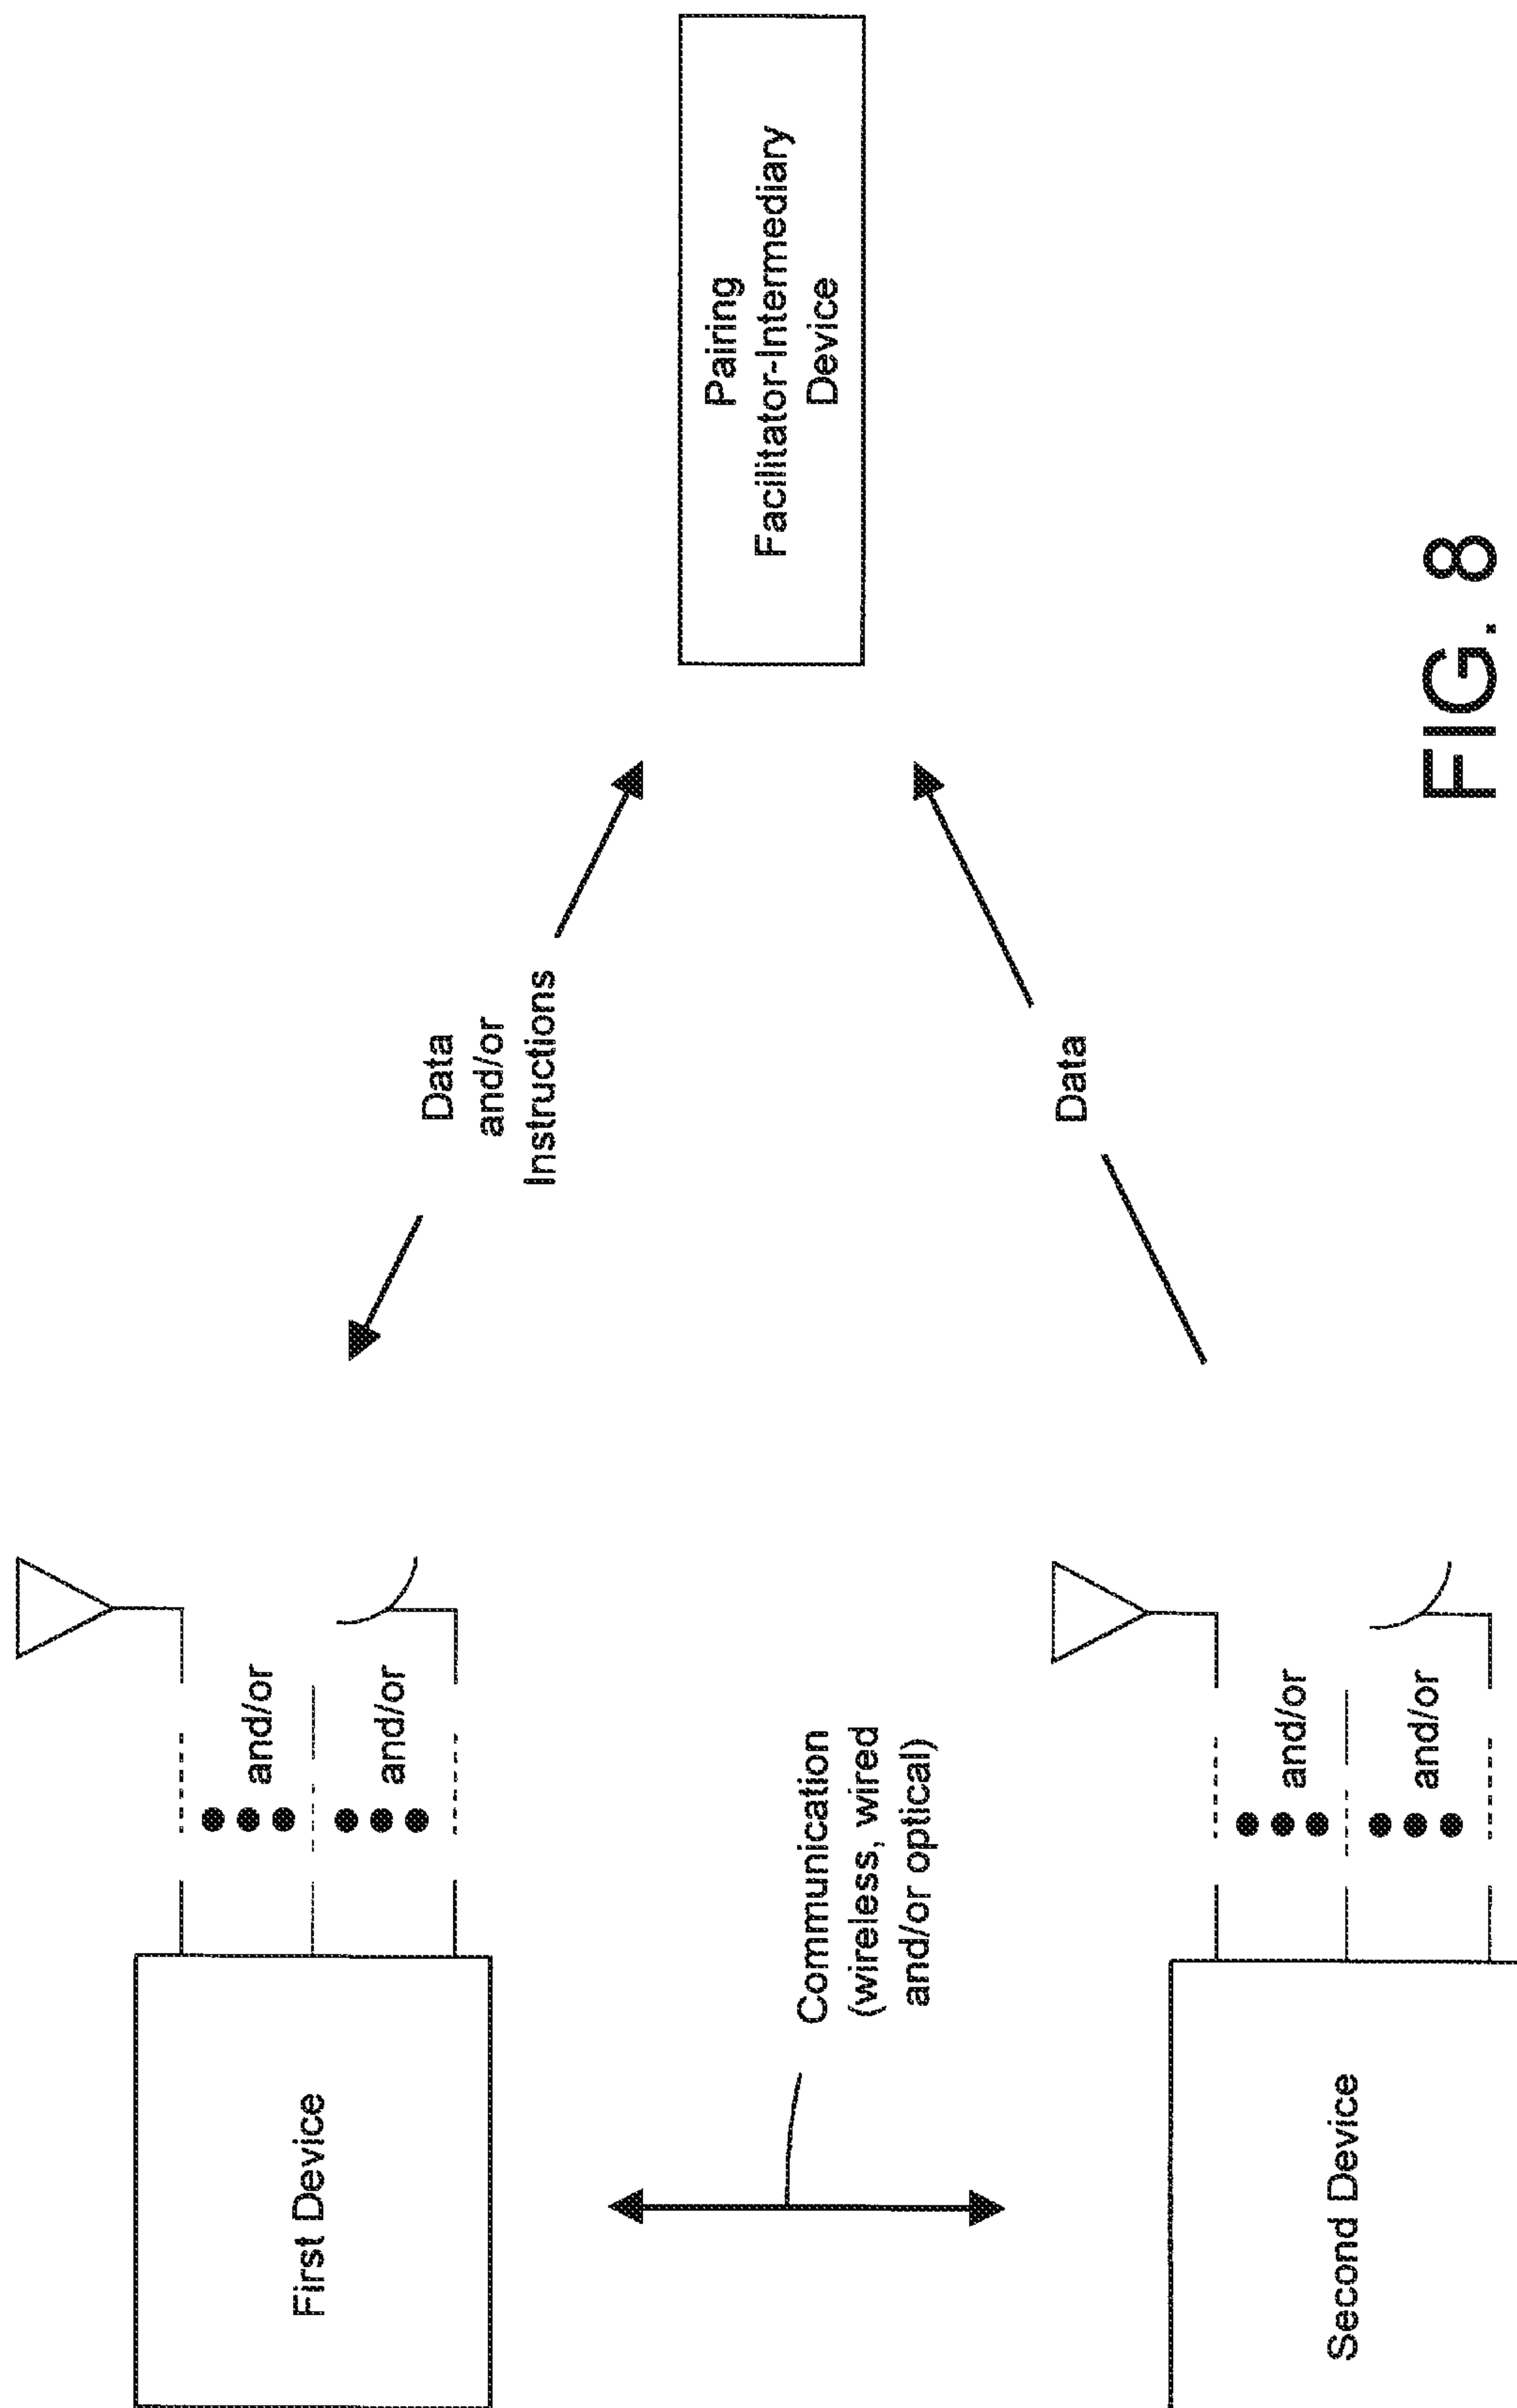 First Device
and/or
and/or
Data
and/or
Instructions
Pairing
Facilitator-Intermediary
Device
Communication
(wireless, wired
and/or optical)
Data
Second Device
and/or
and/or
FIG. 8